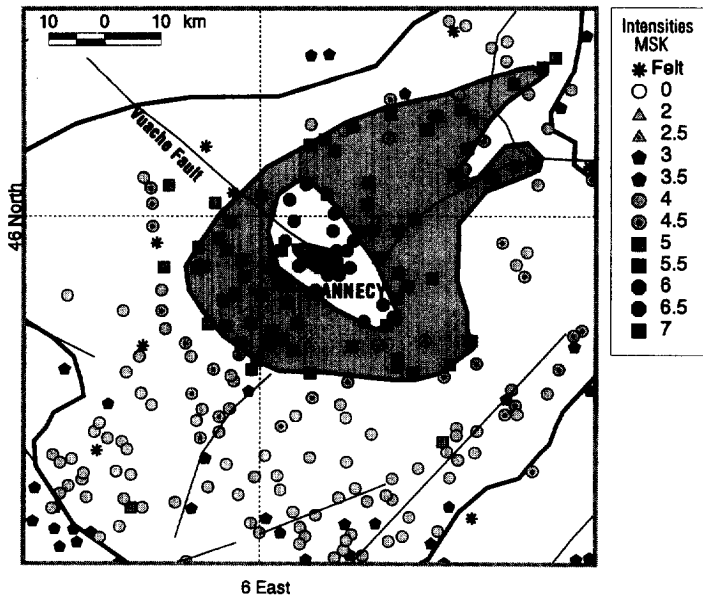 10 0 10 km
Vuache Fault
46 North
ANNECY
6 East
Intensities
MSK
Felt
0
2
2.5
3
3.5
4
4.5
5
5.5
6
6.5
7